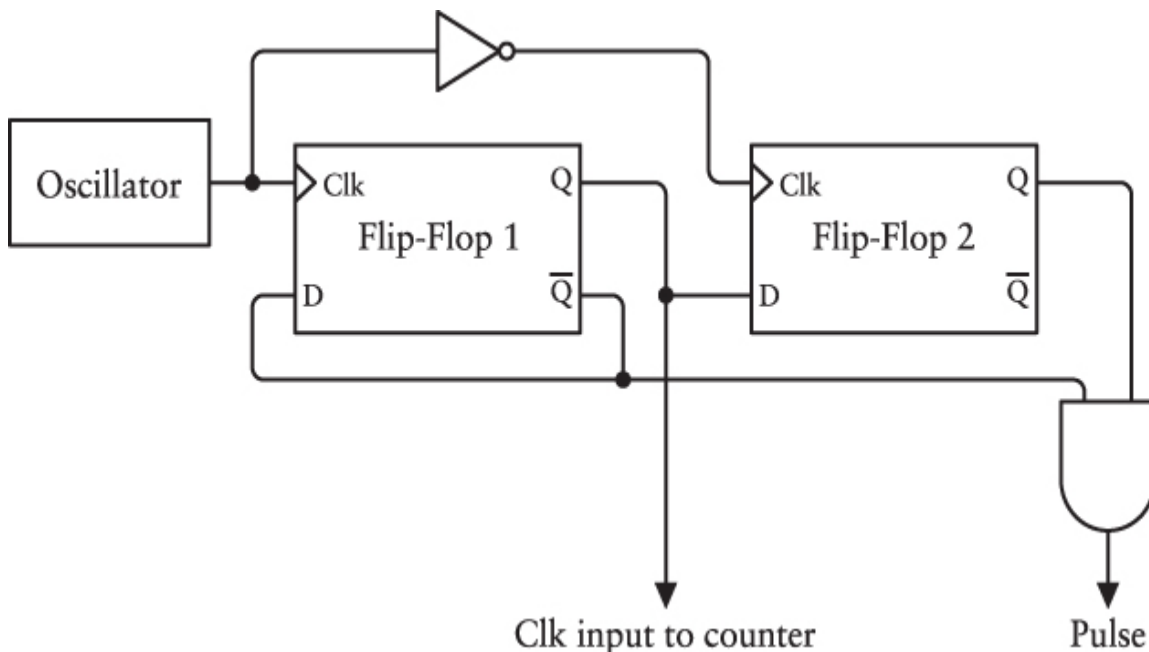 Oscillator
Clk
Q
Flip-Flop 1
D
Q̅
Clk
Q
Flip-Flop 2
D
Q̅
Clk input to counter
Pulse